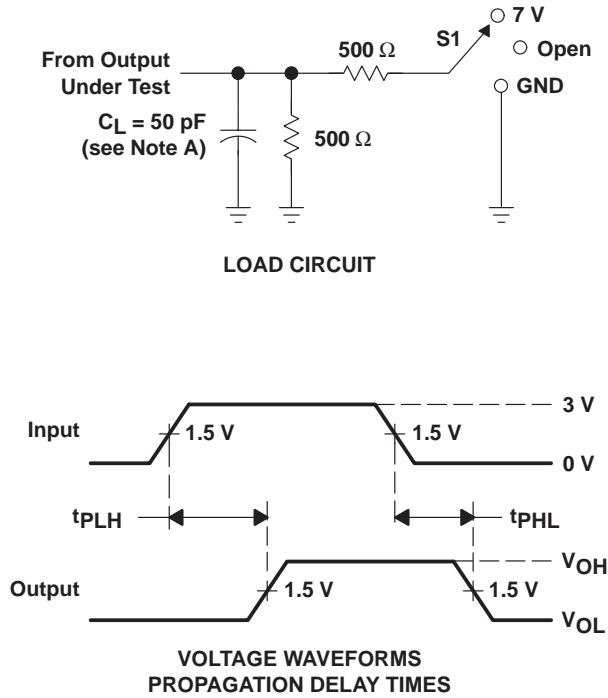 7 V
S1
Open
GND
500 Ω
From Output
Under Test
CL = 50 pF
(see Note A)
500 Ω
LOAD CIRCUIT
3 V
Input
1.5 V
1.5 V
0 V
tPLH
tPHL
VOH
Output
1.5 V
1.5 V
VOL
VOLTAGE WAVEFORMS
PROPAGATION DELAY TIMES